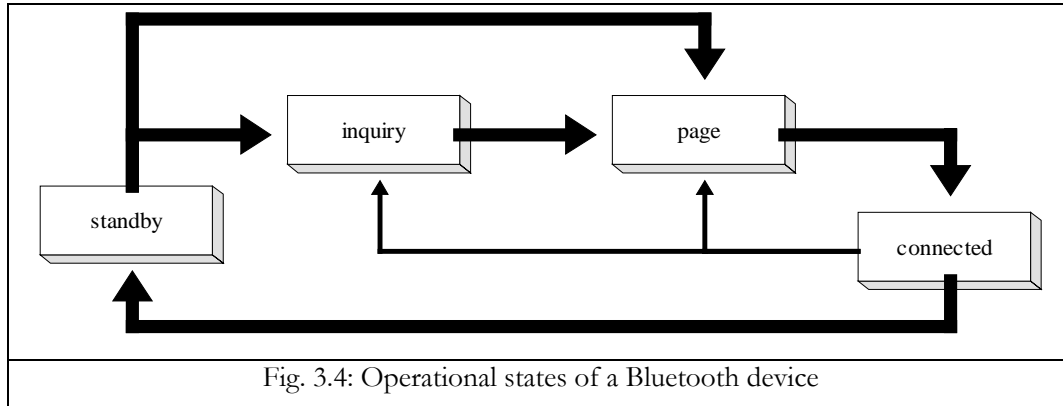 inquiry
page
standby
connected
Fig. 3.4: Operational states of a Bluetooth device